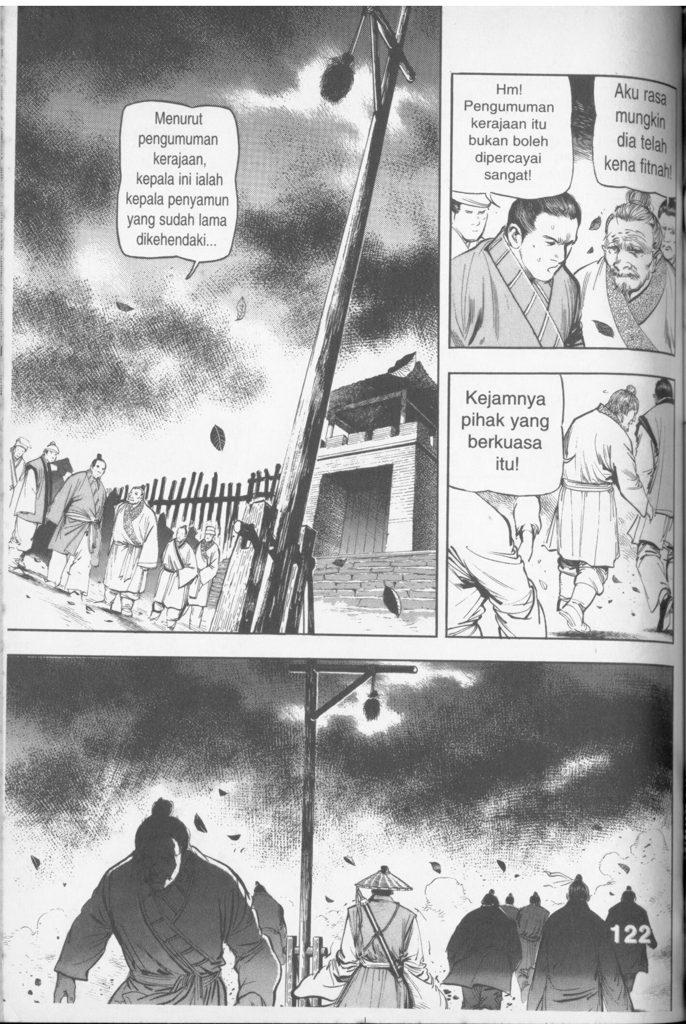 Menurut
pengumuman
kerajaan,
kepala ini ialah
kepala penyamun
yang sudah lama
dikehendaki...
Hm!
Pengumuman
kerajaan itu
bukan boleh
dipercayai
sangat!
Aku rasa
mungkin
dia telah
kena fitnah!
Kejamnya
pihak yang
berkuasa
itu!
122